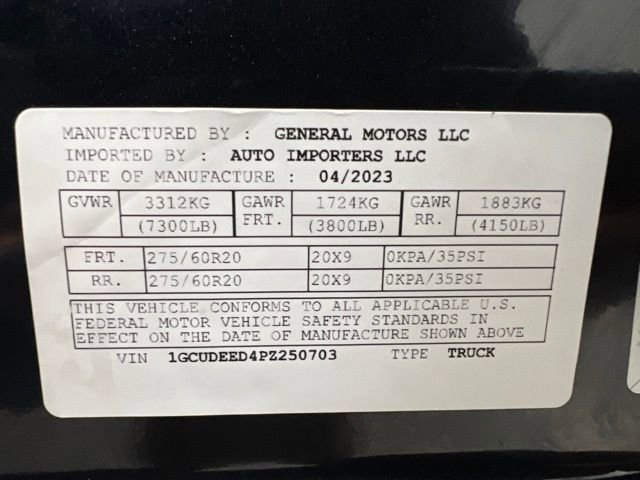 MANUFACTURED BY : GENERAL MOTORS LLC
IMPORTED BY : AUTO IMPORTERS LLC
DATE OF MANUFACTURE : 04/2023
GVWR 3312KG (7300LB) GAWR FRT. 1724KG (3800LB) GAWR RR. 1883KG (4150LB)
FRT. 275/60R20 20X9 0KPA/35PSI
RR. 275/60R20 20X9 0KPA/35PSI
THIS VEHICLE CONFORMS TO ALL APPLICABLE U.S.
FEDERAL MOTOR VEHICLE SAFETY STANDARDS IN
EFFECT ON THE DATE OF MANUFACTURE SHOWN ABOVE
VIN 1GCUDEED4PZ250703 TYPE TRUCK